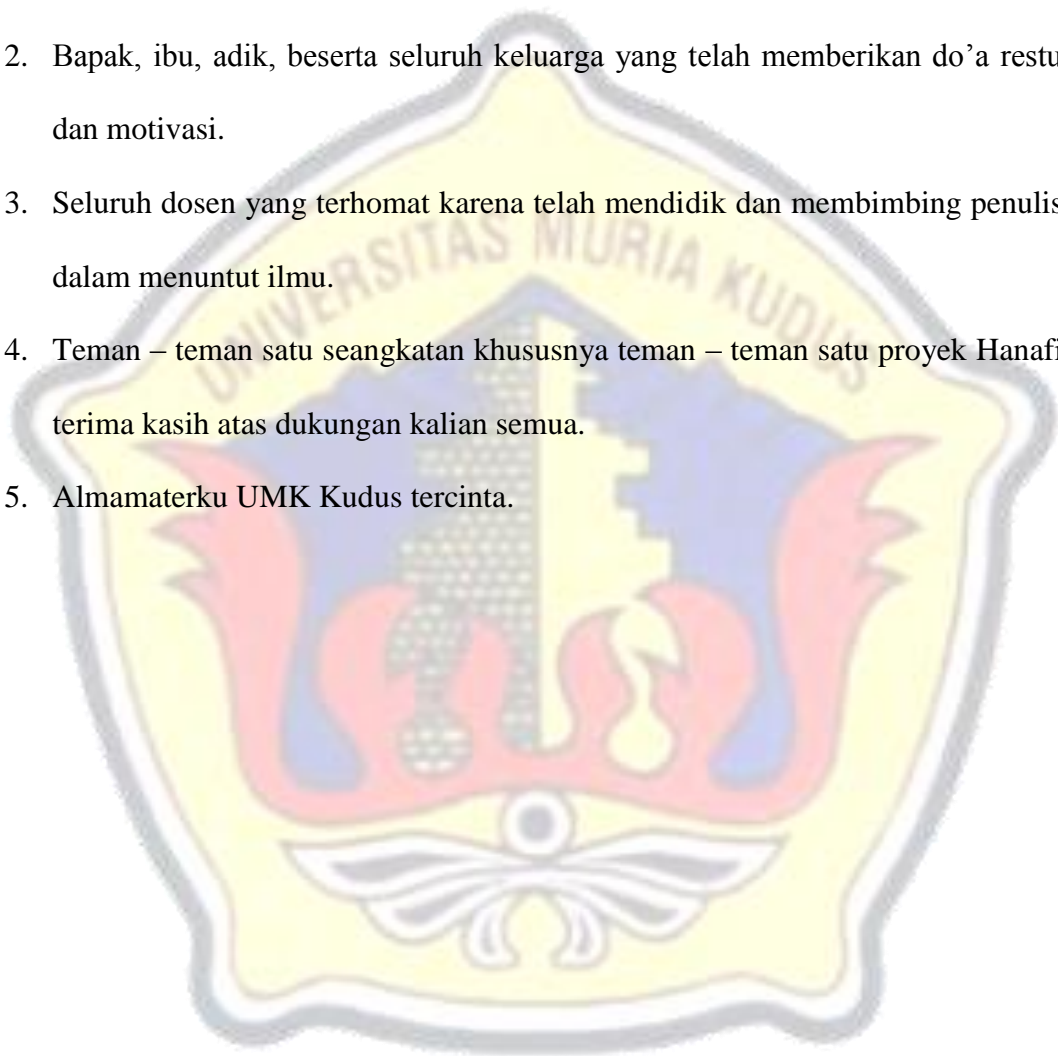 2. Bapak, ibu, adik, beserta seluruh keluarga yang telah memberikan do’a restu
dan motivasi.
3. Seluruh dosen yang terhomat karena telah mendidik dan membimbing penulis
dalam menuntut ilmu.
4. Teman – teman satu seangkatan khususnya teman – teman satu proyek Hanafi
terima kasih atas dukungan kalian semua.
5. Almamaterku UMK Kudus tercinta.
UNIVERSITAS MURIA KUDUS